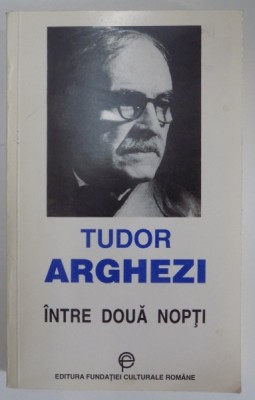 TUDOR
ARGHEZI
ÎNTRE DOUĂ NOPȚI
EDITURA FUNDAȚIEI CULTURALE ROMÂNE